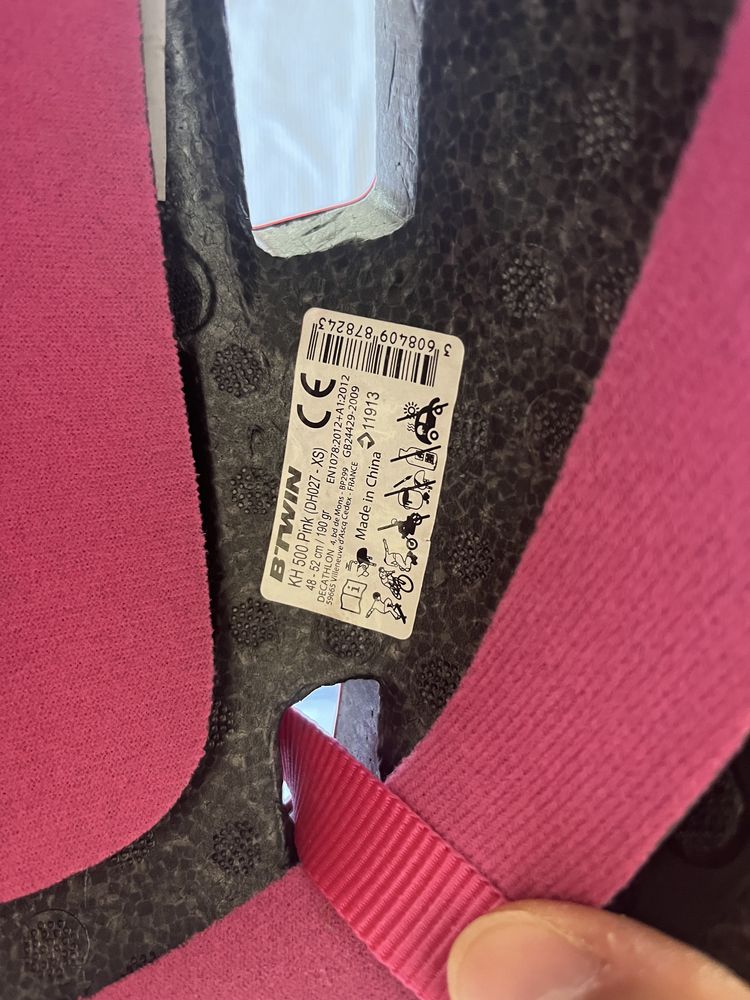 B'TWIN
KH 500 Pink (DH027 - XS)
48 - 52 cm / 190 gr
EN1078:2012+A1:2012
GB24429-2009
DECATHLON 4, bd de Mons - BP299
59665 Villeneuve d'Ascq Cedex - FRANCE
Made in China
11913
CE
3 608409 878243
i